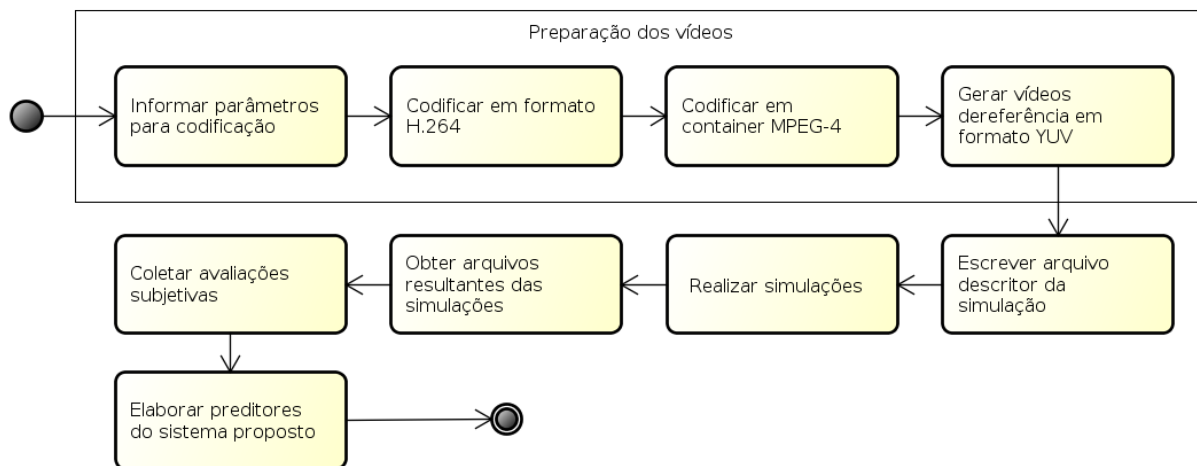 Preparação dos vídeos
Informar parâmetros
para codificação
Codificar em formato
H.264
Codificar em
container MPEG-4
Gerar vídeos
dereferência em
formato YUV
Escrever arquivo
descritor da
simulação
Realizar simulações
Obter arquivos
resultantes das
simulações
Coletar avaliações
subjetivas
Elaborar preditores
do sistema proposto